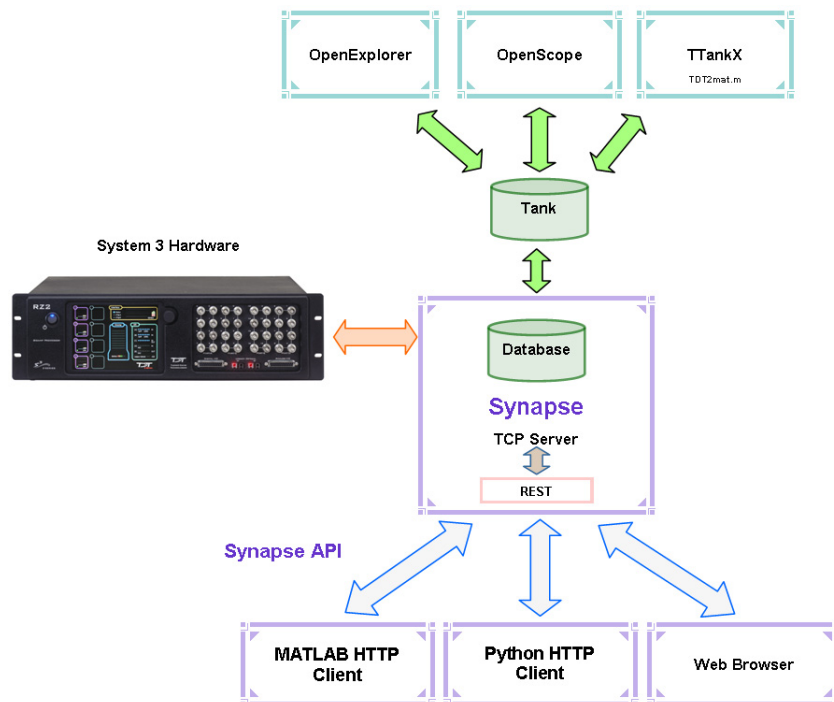 OpenExplorer
OpenScope
TTankX
TDT2mat.m
Tank
System 3 Hardware
RZ2
Database
Synapse
TCP Server
REST
Synapse API
MATLAB HTTP
Client
Python HTTP
Client
Web Browser